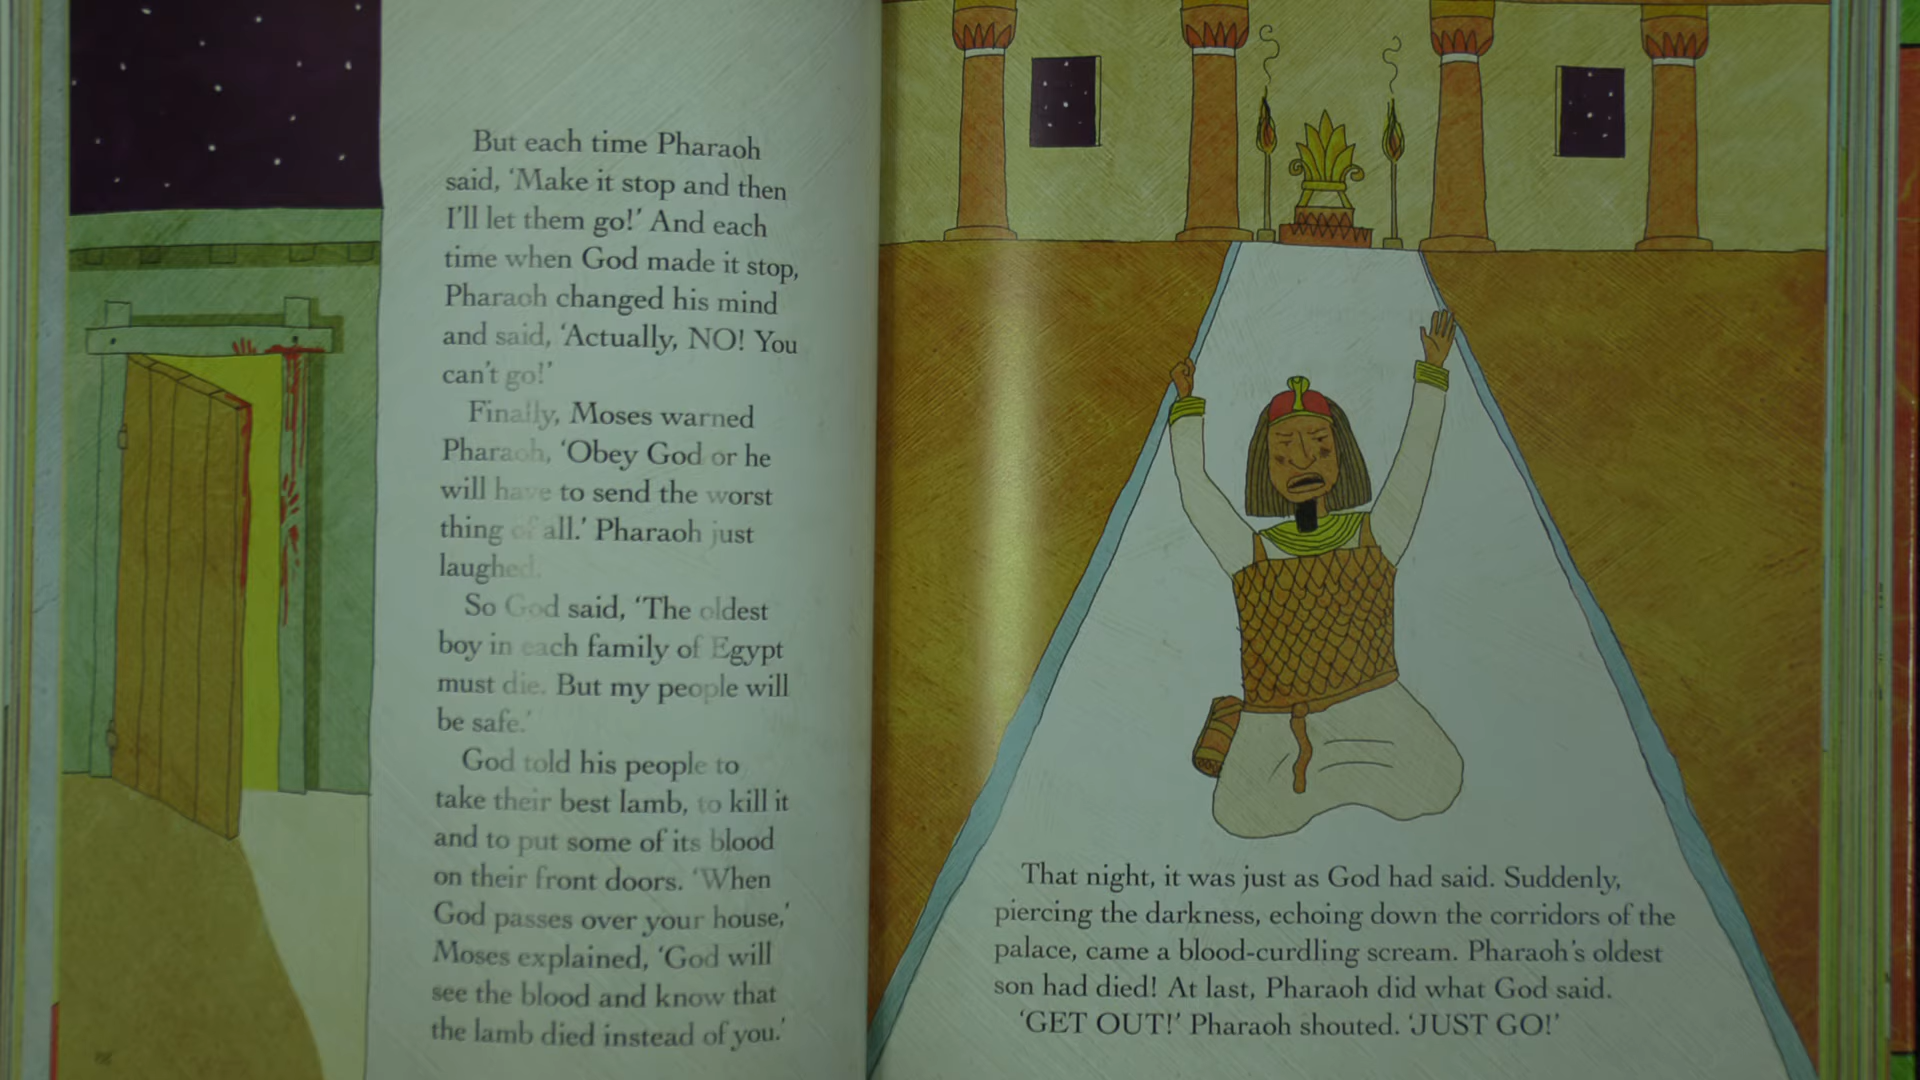 But each time Pharaoh
said, ‘Make it stop and then
I’ll let them go!’ And each
time when God made it stop,
Pharaoh changed his mind
and said, ‘Actually, NO! You
can’t go!’
Finally, Moses warned
Pharaoh, ‘Obey God or he
will have to send the worst
thing of all.’ Pharaoh just
laughed.
So God said, ‘The oldest
boy in each family of Egypt
must die. But my people will
be safe.’
God told his people to
take their best lamb, to kill it
and to put some of its blood
on their front doors. ‘When
God passes over your house,’
Moses explained, ‘God will
see the blood and know that
the lamb died instead of you.’
That night, it was just as God had said. Suddenly,
piercing the darkness, echoing down the corridors of the
palace, came a blood-curdling scream. Pharaoh’s oldest
son had died! At last, Pharaoh did what God said.
‘GET OUT!’ Pharaoh shouted. ‘JUST GO!’